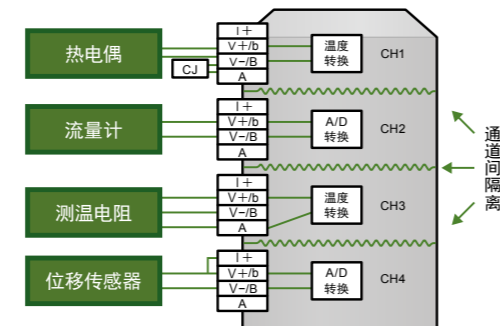 热电偶
CJ
I+
V+/b
V-/B
A
温度
转换
CH1
流量计
I+
V+/b
V-/B
A
A/D
转换
CH2
测温电阻
I+
V+/b
V-/B
A
温度
转换
CH3
位移传感器
I+
V+/b
V-/B
A
A/D
转换
CH4
通道间隔离